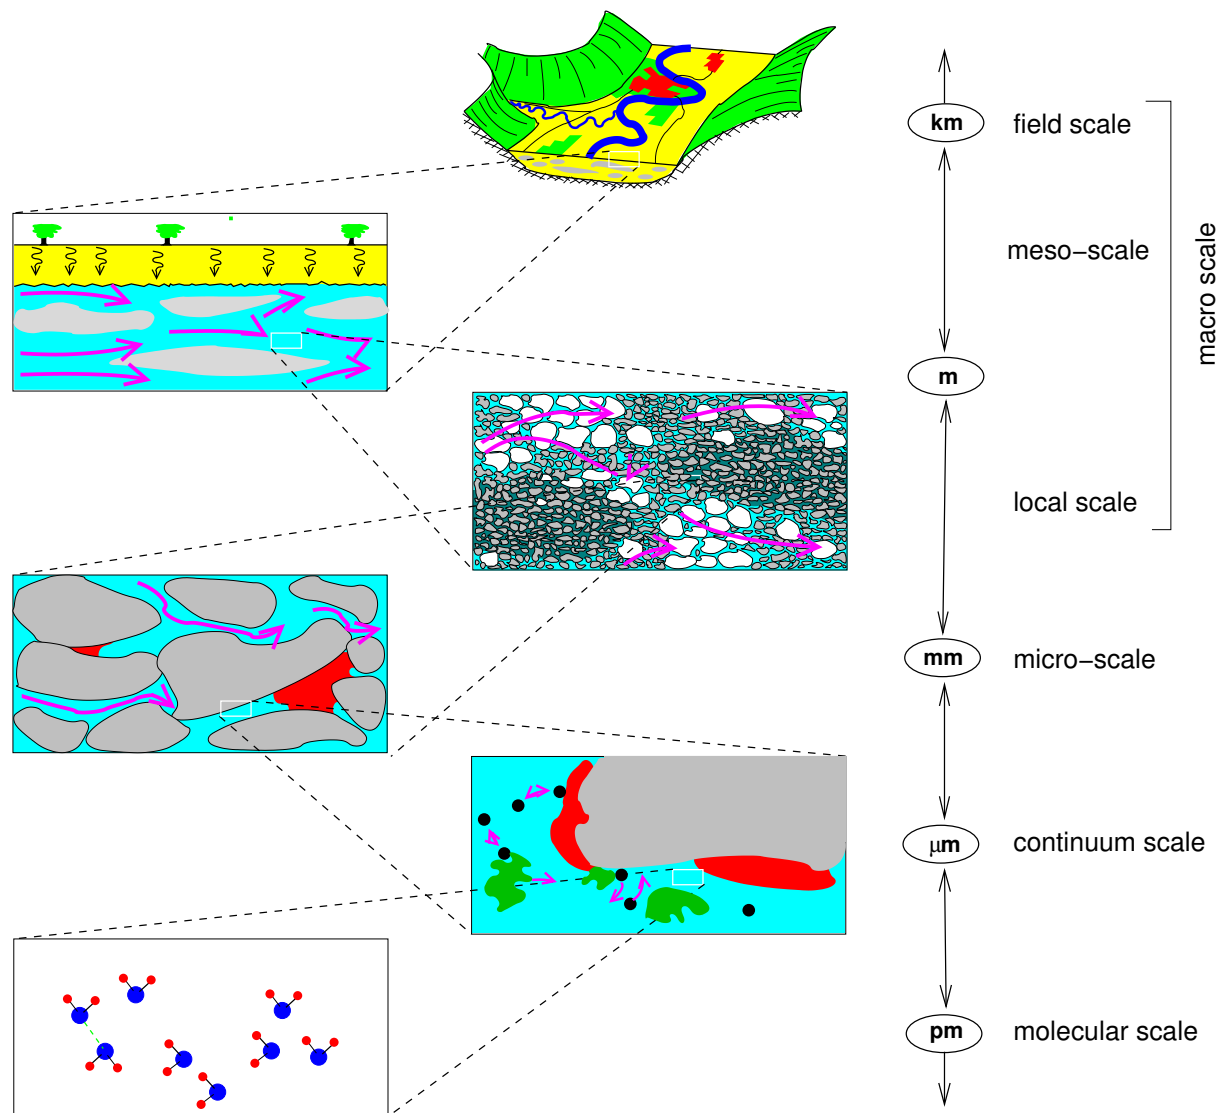 km field scale
meso−scale
macro scale
m
local scale
mm micro−scale
μm continuum scale
pm molecular scale